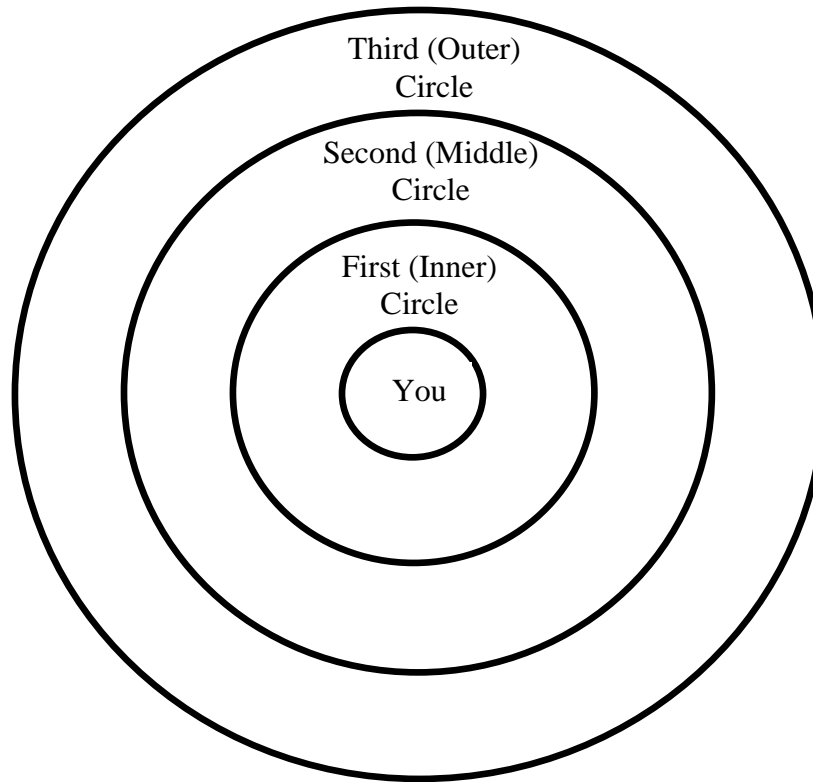 Third (Outer)
Circle
Second (Middle)
Circle
First (Inner)
Circle
You